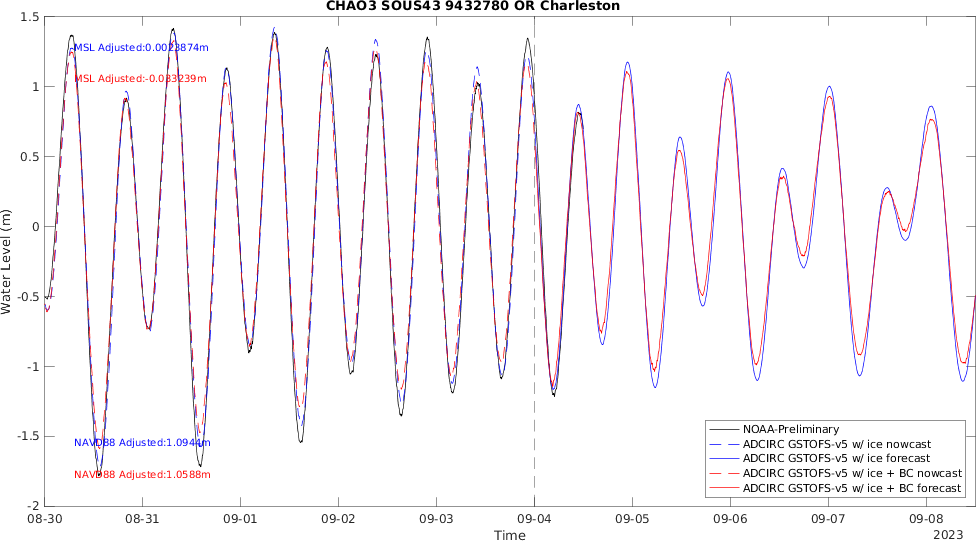 CHAO3 SOUS43 9432780 OR Charleston
1.5
1
0.5
0
-0.5
-1
-1.5
-2
Water Level (m)
MSL Adjusted:0.0023874m
MSL Adjusted:-0.083239m
NAVD88 Adjusted:1.0944m
NAVD88 Adjusted:1.0588m
NOAA-Preliminary
ADCIRC GSTOFS-v5 w/ ice nowcast
ADCIRC GSTOFS-v5 w/ ice forecast
ADCIRC GSTOFS-v5 w/ ice + BC nowcast
ADCIRC GSTOFS-v5 w/ ice + BC forecast
08-30 08-31 09-01 09-02 09-03 09-04 09-05 09-06 09-07 09-08
Time
2023